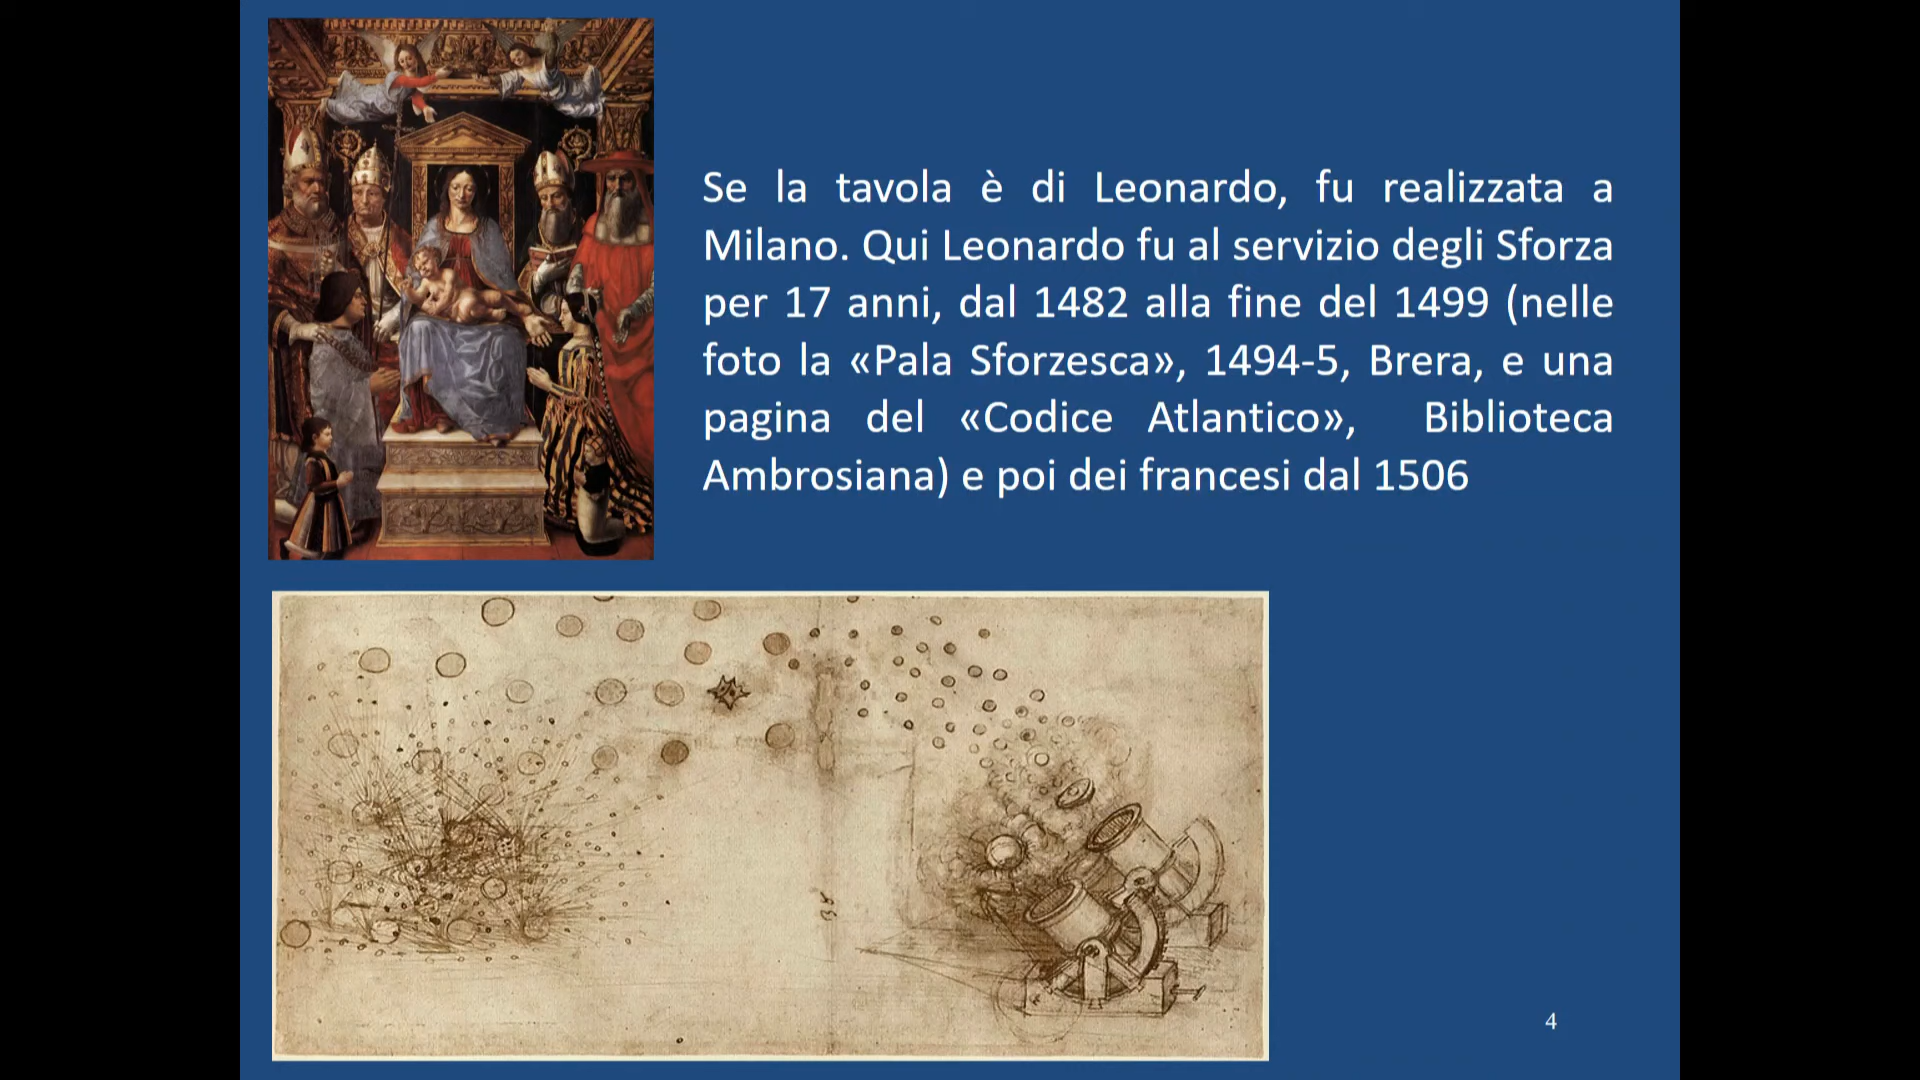 Se la tavola è di Leonardo, fu realizzata a
Milano. Qui Leonardo fu al servizio degli Sforza
per 17 anni, dal 1482 alla fine del 1499 (nelle
foto la «Pala Sforzesca», 1494-5, Brera, e una
pagina del «Codice Atlantico», Biblioteca
Ambrosiana) e poi dei francesi dal 1506
4